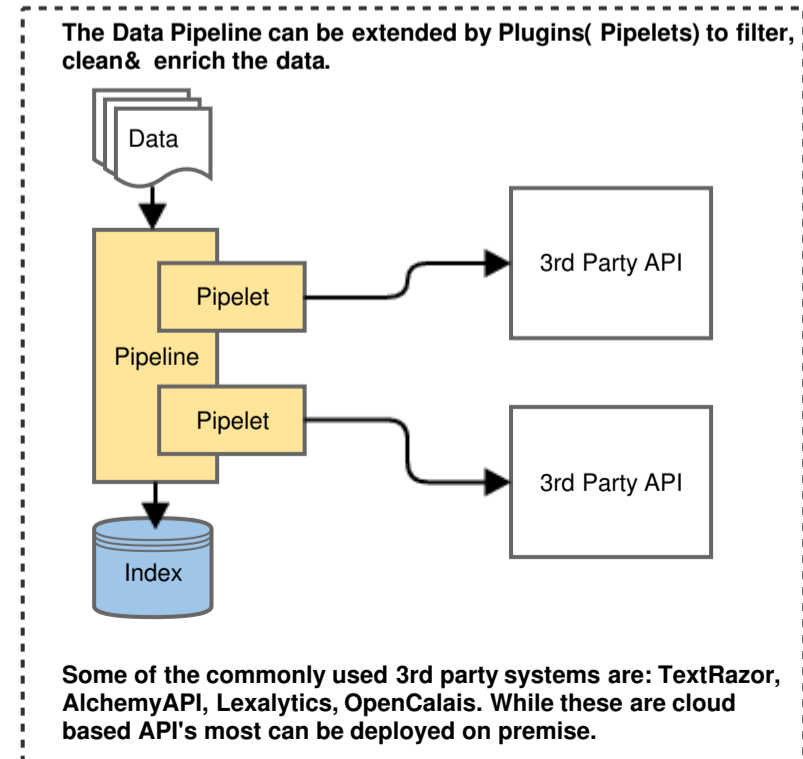 The Data Pipeline can be extended by Plugins( Pipelets) to filter,
clean&  enrich the data.
Data
3rd Party API
Pipelet
Pipeline
Pipelet
3rd Party API
Index
Some of the commonly used 3rd party systems are: TextRazor,
AlchemyAPI, Lexalytics, OpenCalais. While these are cloud
based API's most can be deployed on premise.